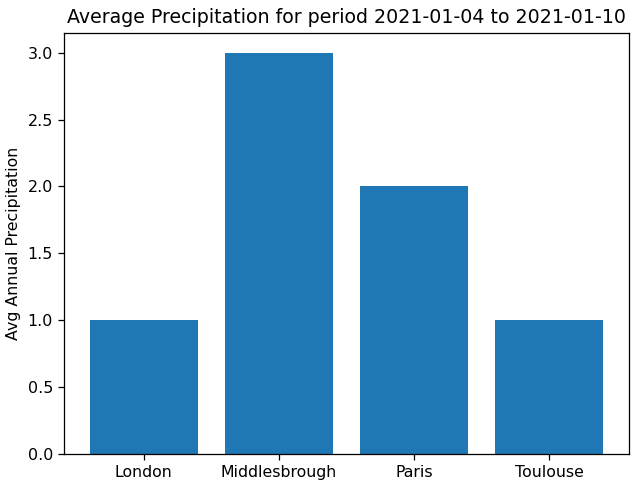 Average Precipitation for period 2021-01-04 to 2021-01-10
Avg Annual Precipitation
3.0
2.5
2.0
1.5
1.0
0.5
0.0
London Middlesbrough Paris Toulouse